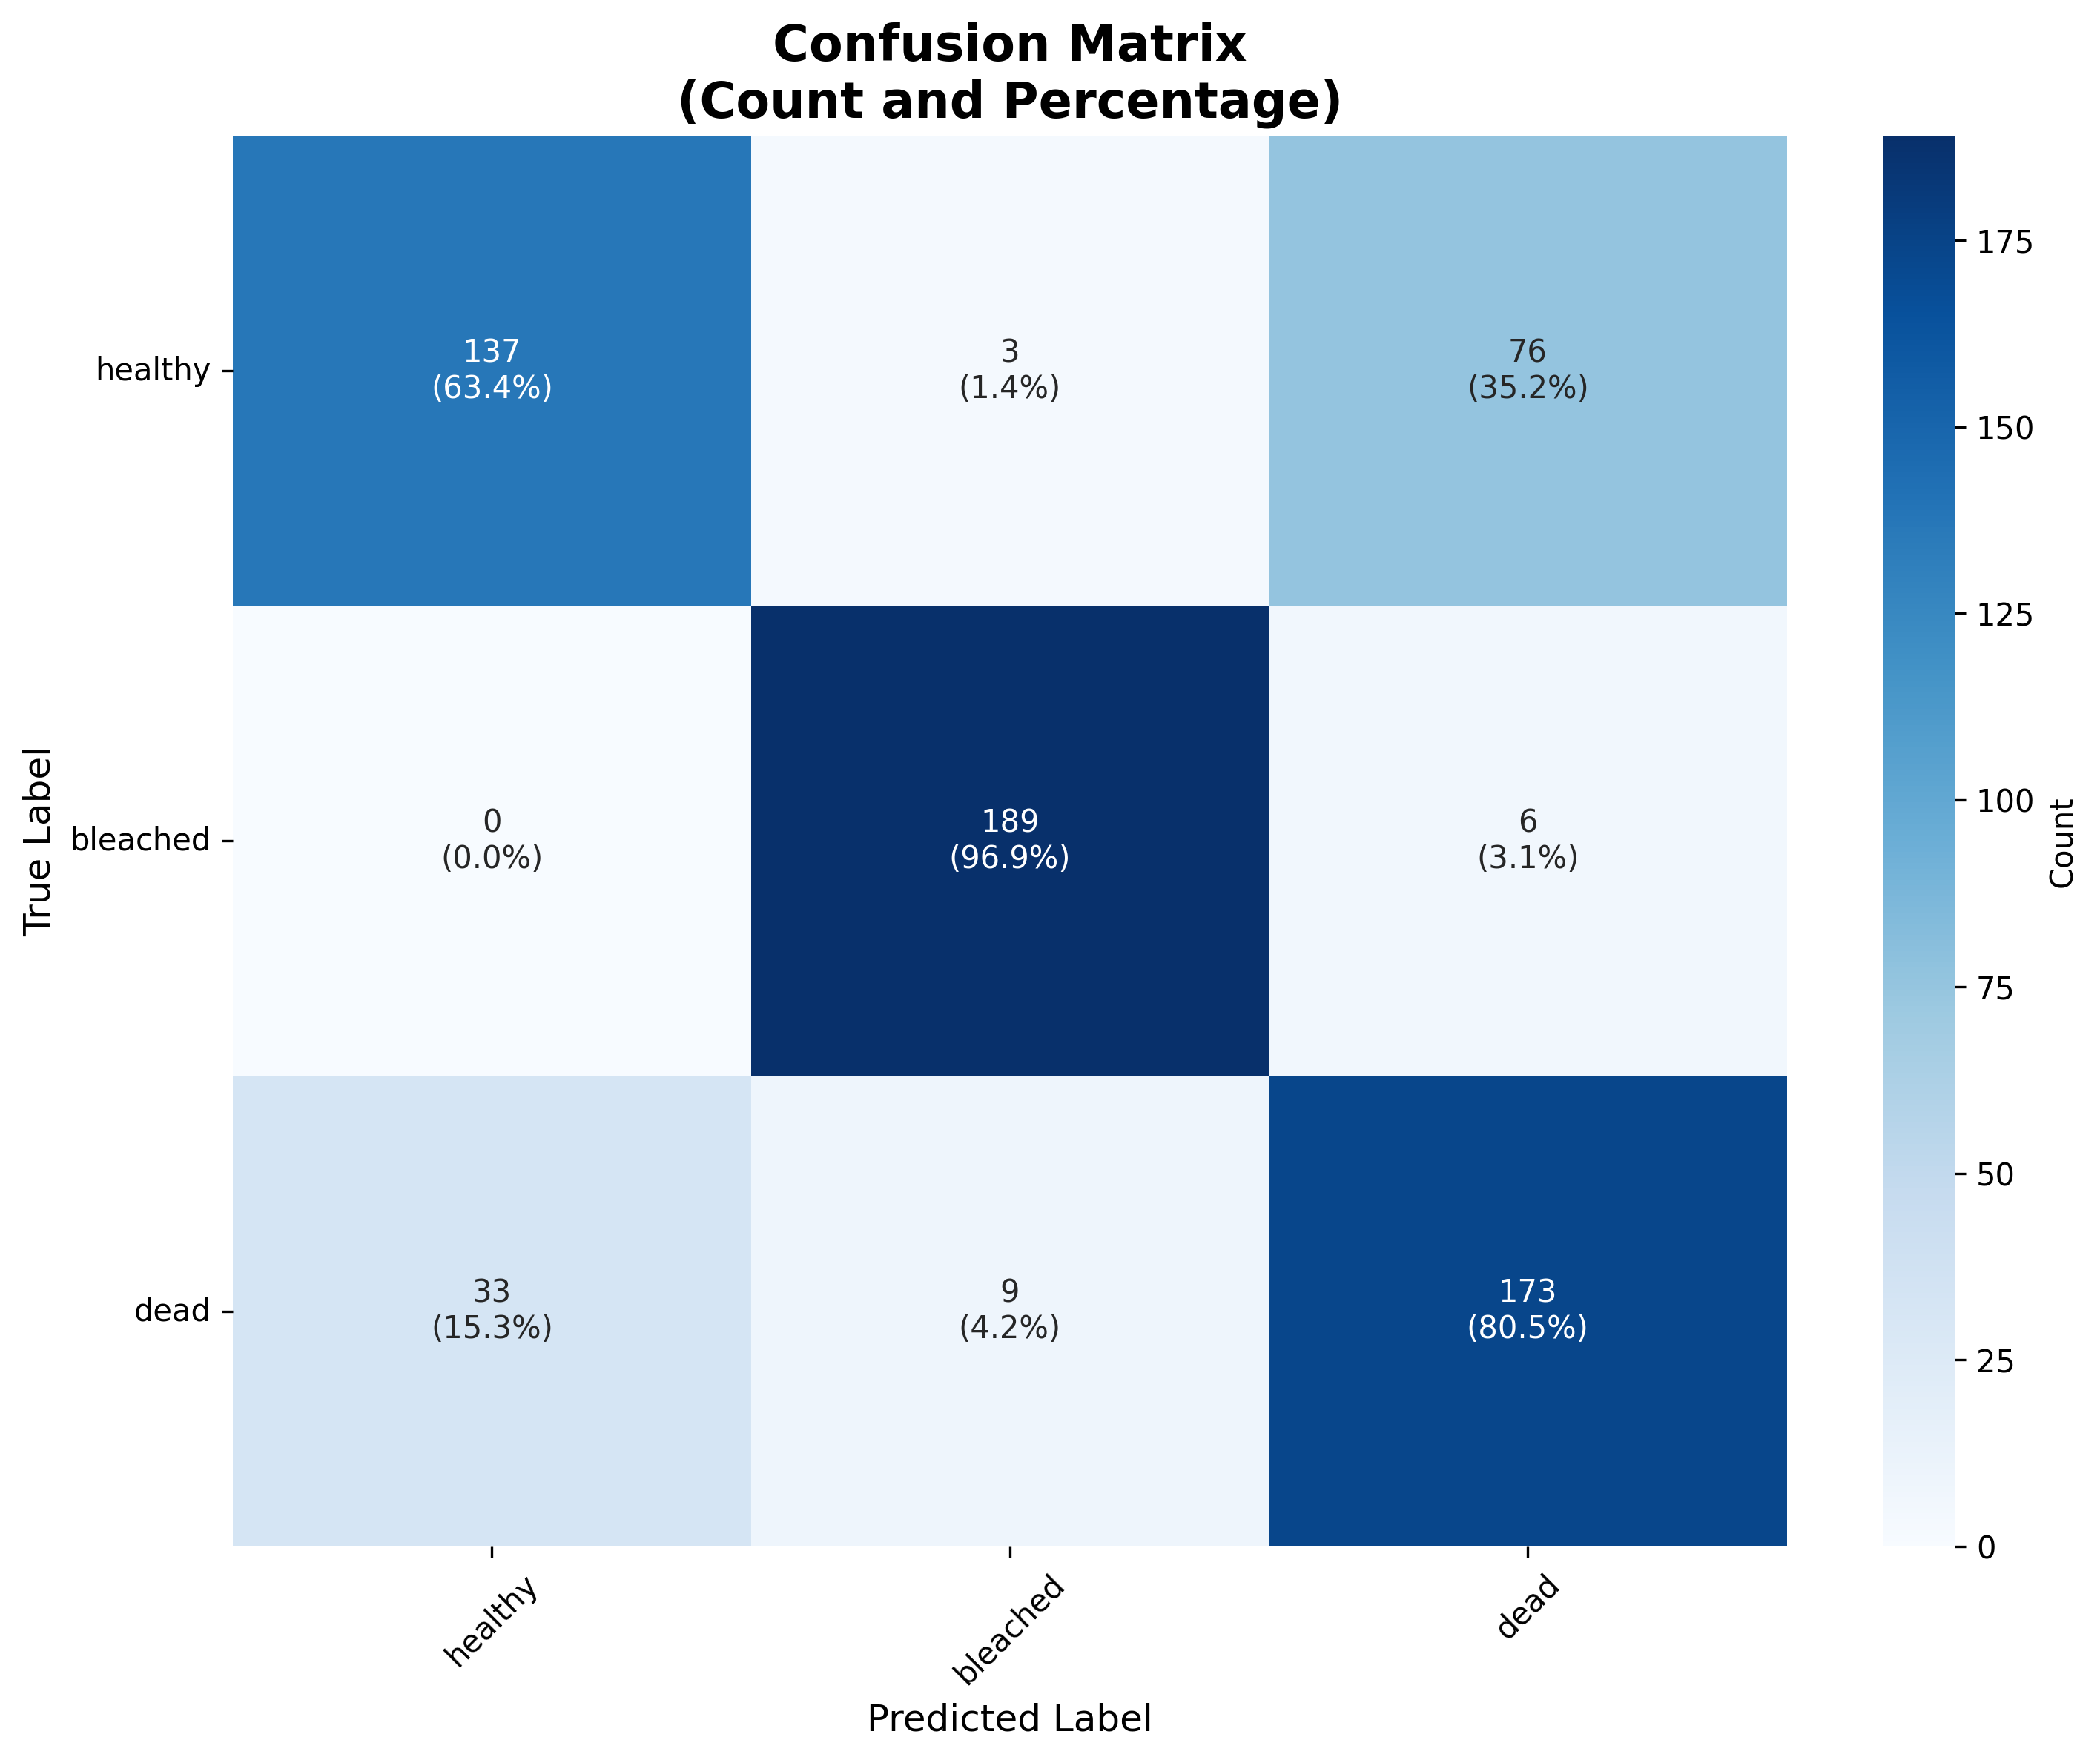 Confusion Matrix
(Count and Percentage)
True Label
healthy
137
(63.4%)
3
(1.4%)
76
(35.2%)
bleached
0
(0.0%)
189
(96.9%)
6
(3.1%)
dead
33
(15.3%)
9
(4.2%)
173
(80.5%)
healthy
bleached
dead
Predicted Label
175
150
125
100
75
50
25
0
Count